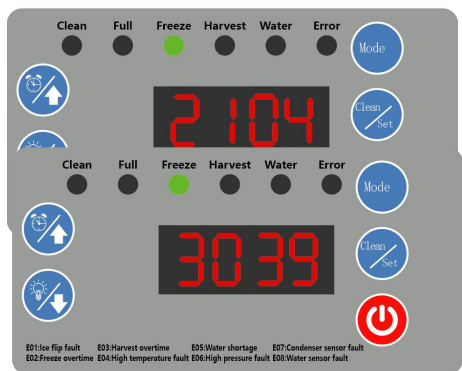 Clean Full Freeze Harvest Water Error
Mode
2104
Clean/Set
Clean Full Freeze Harvest Water Error
Mode
3039
Clean/Set
E01:Ice flip fault E03:Harvest overtime E05:Water shortage E07:Condenser sensor fault
E02:Freeze overtime E04:High temperature fault E06:High pressure fault E08:Water sensor fault